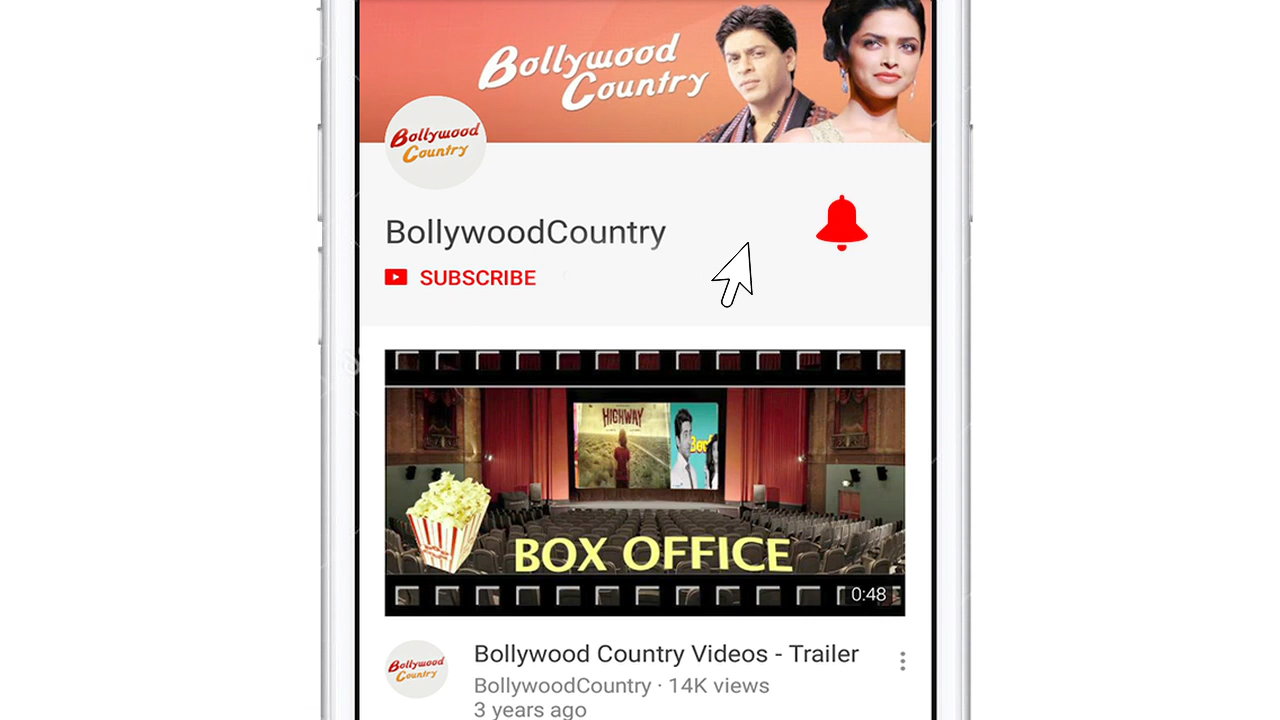 Bollywood
Country
Bollywood
Country
BollywoodCountry
SUBSCRIBE
HIGHWAY
BOX OFFICE
0:48
Bollywood
Country
Bollywood Country Videos - Trailer
BollywoodCountry · 14K views
3 years ago